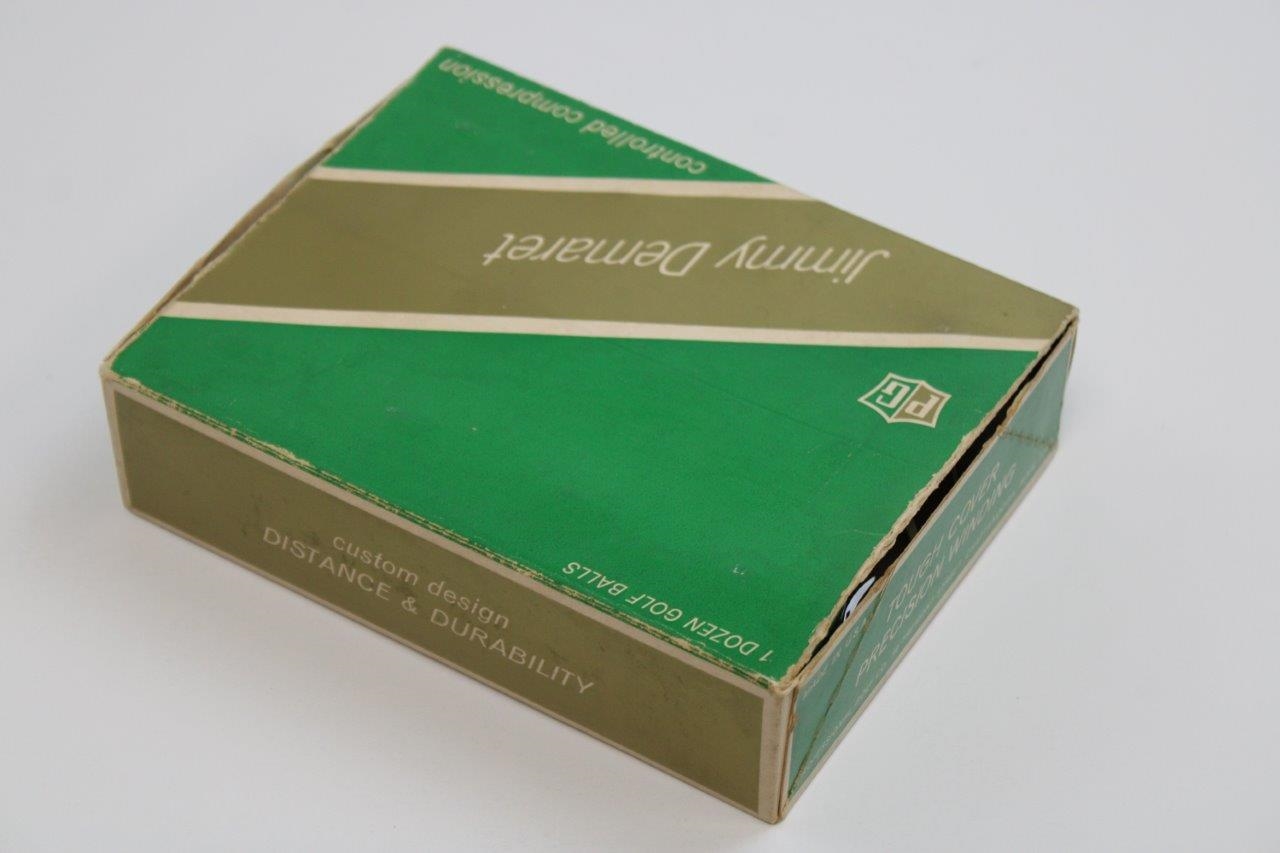 controlled compression
Jimmy Demaret
PG
1 DOZEN GOLF BALLS
custom design
DISTANCE & DURABILITY
TOUGH COVER
PRECISION WINDING